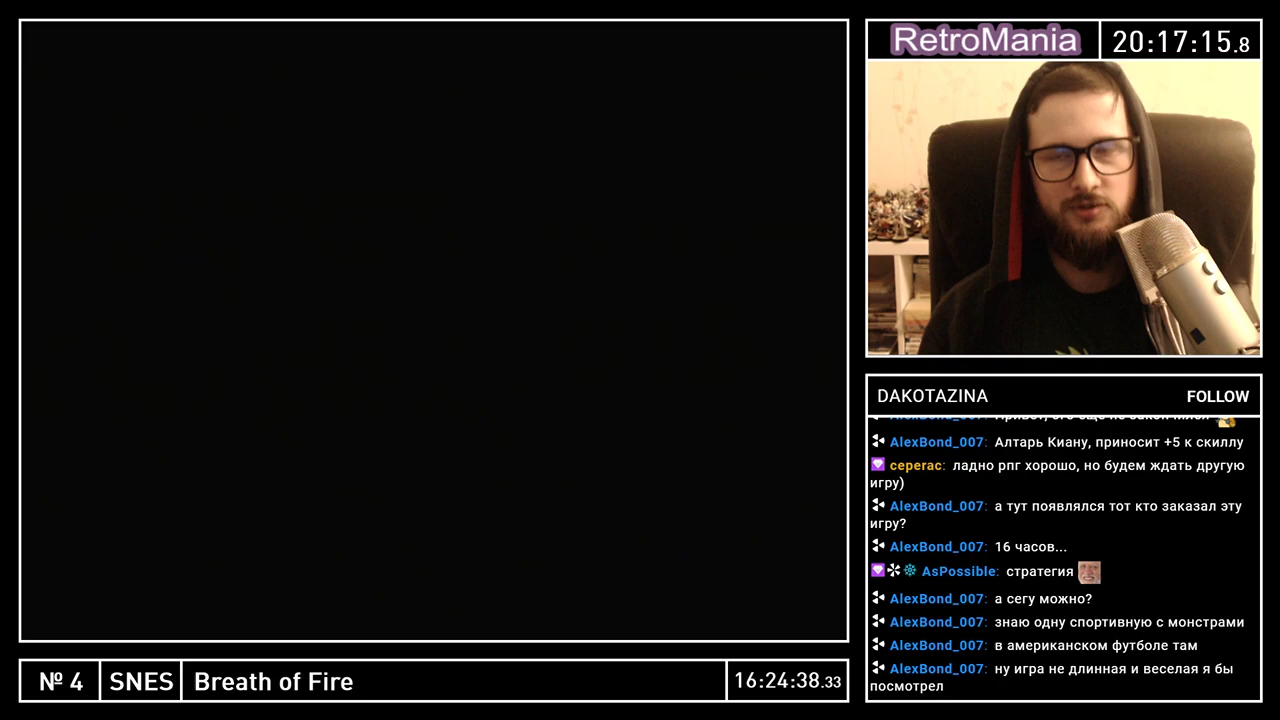 RetroMania
20:17:15.8
DAKOTAZINA FOLLOW
AlexBond_007: Алтарь Киану, приносит +5 к скиллу
ceperac: ладно рпг хорошо, но будем ждать другую
игру)
AlexBond_007: а тут появлялся тот кто заказал эту
игру?
AlexBond_007: 16 часов...
AsPossible: стратегия
AlexBond_007: а сегу можно?
AlexBond_007: знаю одну спортивную с монстрами
AlexBond_007: в американском футболе там
AlexBond_007: ну игра не длинная и веселая я бы
посмотрел
№ 4 SNES Breath of Fire 16:24:38.33